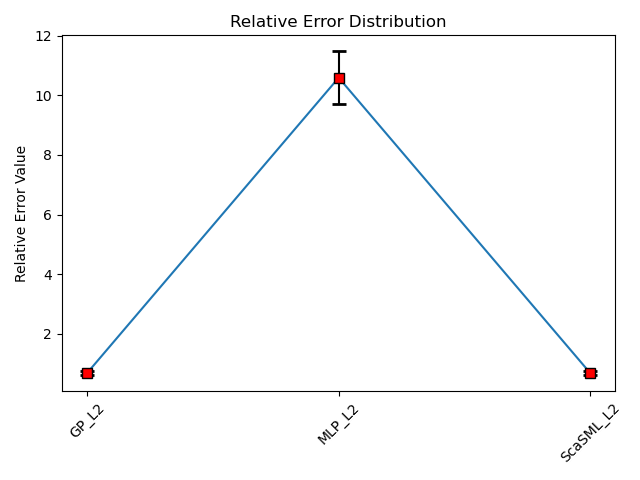 Relative Error Distribution
12
10
8
6
4
2
Relative Error Value
GP_L2
MLP_L2
ScaSML_L2